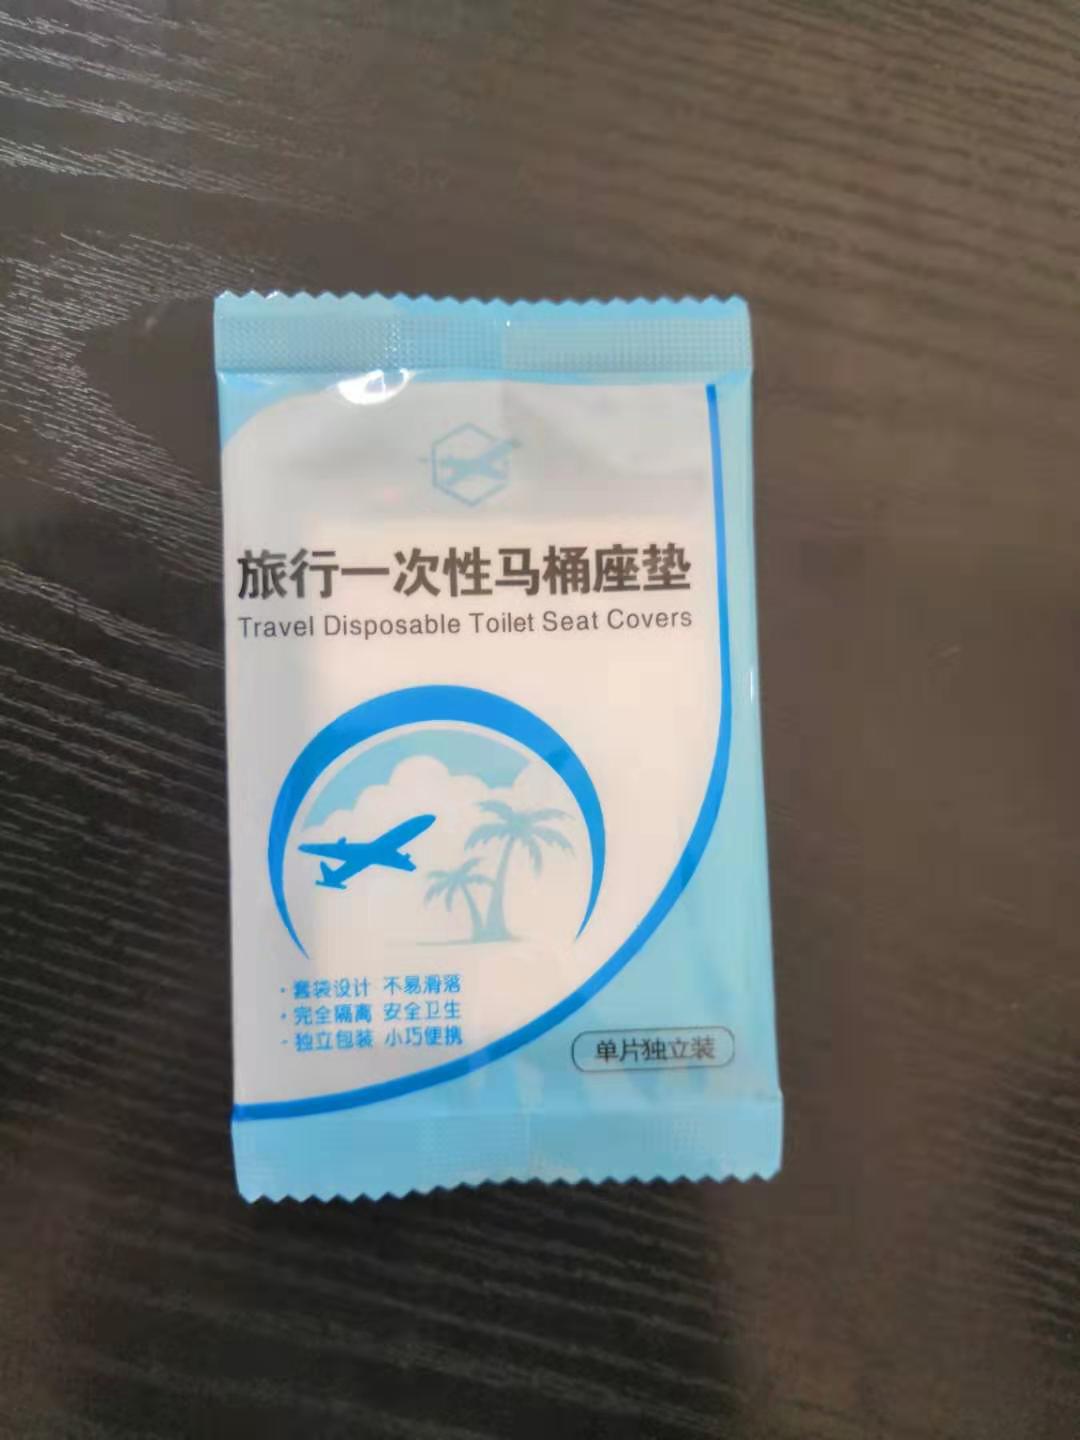 旅行一次性马桶座垫
Travel Disposable Toilet Seat Covers
·套袋设计 不易滑落
·完全隔离 安全卫生
·独立包装 小巧便携
单片独立装